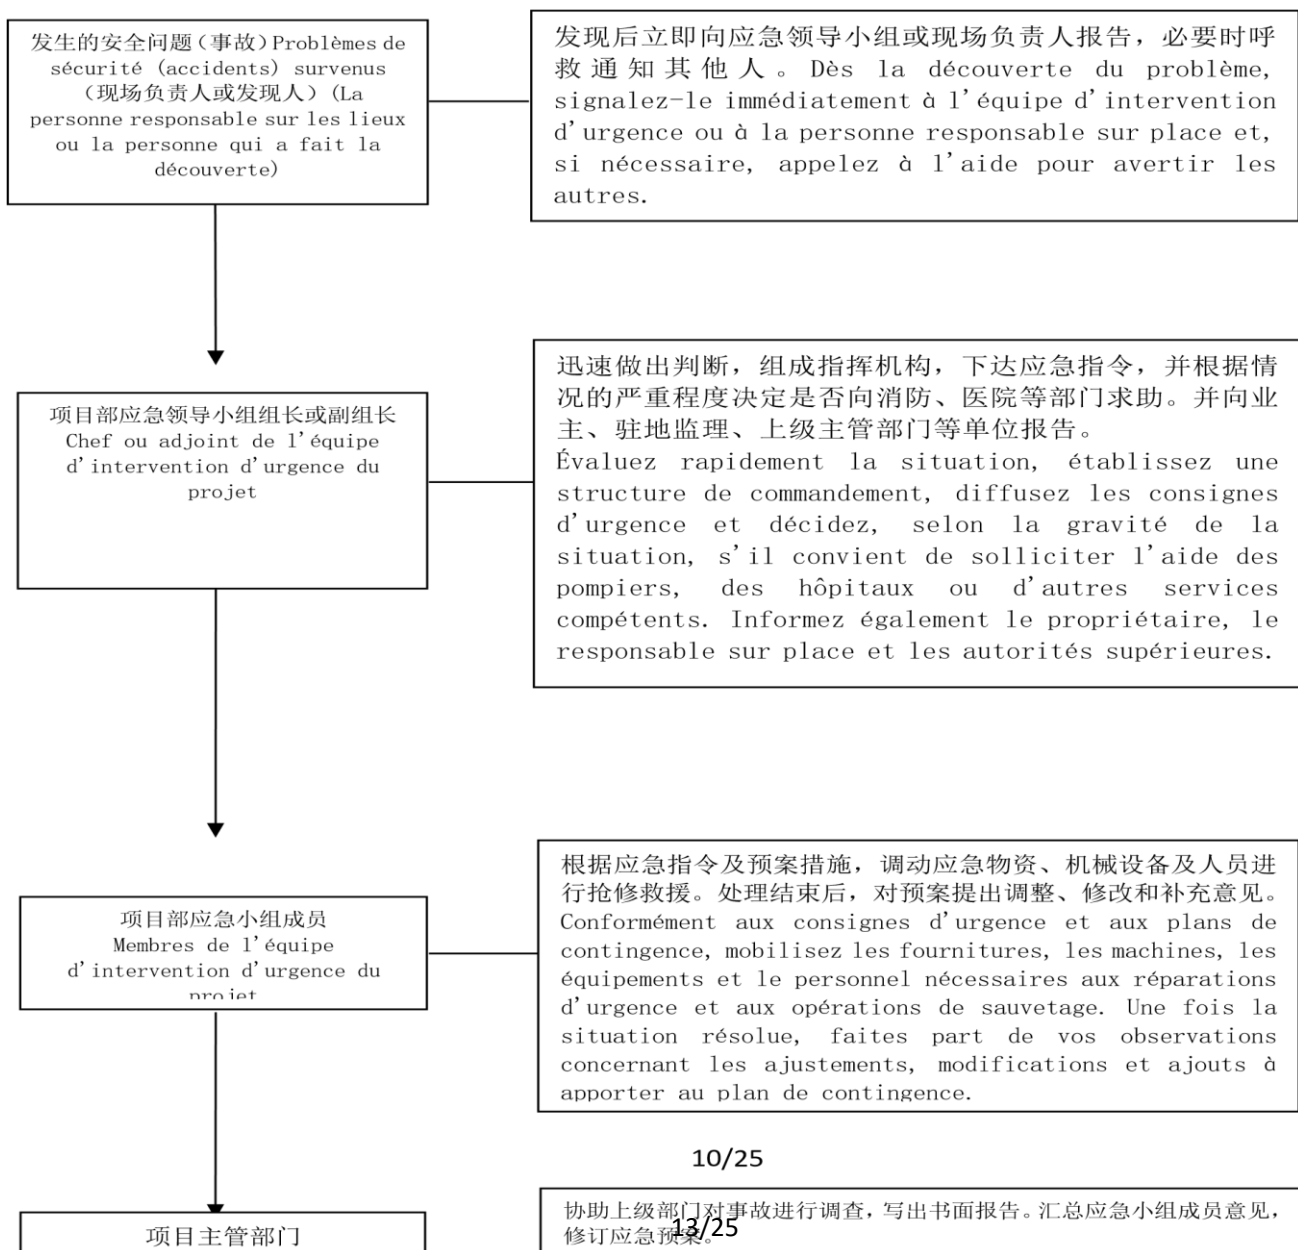 发生的安全问题（事故）Problèmes de
sécurité (accidents) survenus
（现场负责人或发现人）(La
personne responsable sur les lieux
ou la personne qui a fait la
découverte)
发现后立即向应急领导小组或现场负责人报告，必要时呼
救通知其他人。Dès la découverte du problème,
signalez-le immédiatement à l'équipe d'intervention
d'urgence ou à la personne responsable sur place et,
si nécessaire, appelez à l'aide pour avertir les
autres.
项目部应急领导小组组长或副组长
Chef ou adjoint de l'équipe
d'intervention d'urgence du
projet
迅速做出判断，组成指挥机构，下达应急指令，并根据情
况的严重程度决定是否向消防、医院等部门求助。并向业
主、驻地监理、上级主管部门等单位报告。
Évaluez rapidement la situation, établissez une
structure de commandement, diffusez les consignes
d'urgence et décidez, selon la gravité de la
situation, s'il convient de solliciter l'aide des
pompiers, des hôpitaux ou d'autres services
compétents. Informez également le propriétaire, le
responsable sur place et les autorités supérieures.
项目部应急小组成员
Membres de l'équipe
d'intervention d'urgence du
projet
根据应急指令及预案措施，调动应急物资、机械设备及人员进
行抢修救援。处理结束后，对预案提出调整、修改和补充意见。
Conformément aux consignes d'urgence et aux plans de
contingence, mobilisez les fournitures, les machines, les
équipements et le personnel nécessaires aux réparations
d'urgence et aux opérations de sauvetage. Une fois la
situation résolue, faites part de vos observations
concernant les ajustements, modifications et ajouts à
apporter au plan de contingence.
10/25
项目主管部门
协助上级部门对事故进行调查，写出书面报告。汇总应急小组成员意见，
修订应急预案。
13/25